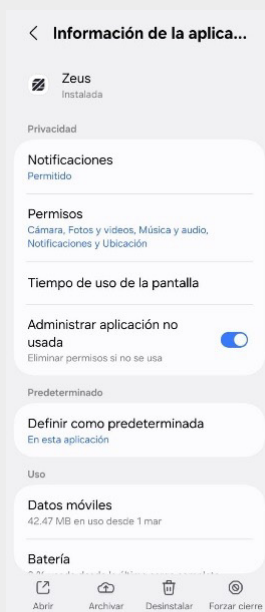 Información de la aplica...
Zeus
Instalada
Privacidad
Notificaciones
Permitido
Permisos
Cámara, Fotos y videos, Música y audio,
Notificaciones y Ubicación
Tiempo de uso de la pantalla
Administrar aplicación no
usada
Eliminar permisos si no se usa
Predeterminado
Definir como predeterminada
En esta aplicación
Uso
Datos móviles
42.47 MB en uso desde 1 mar
Batería
Abrir
Archivar
Desinstalar
Forzar cierre